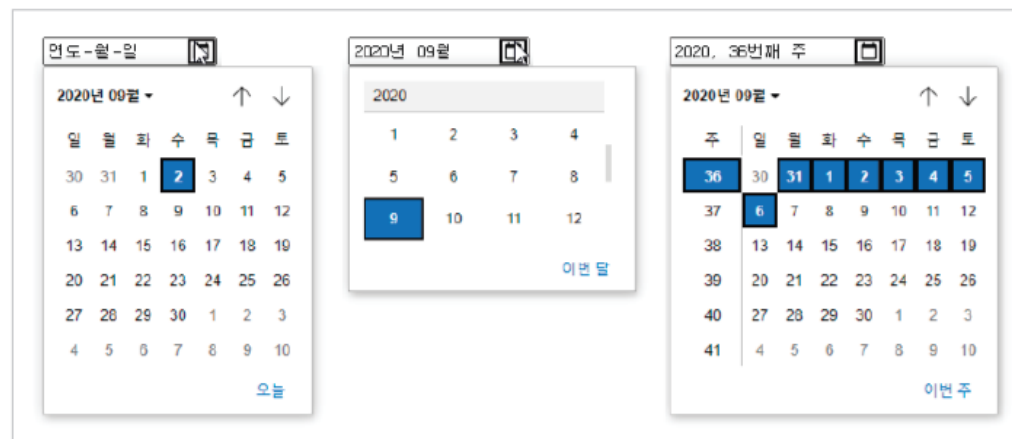 연도-월-일
2020년 09월
일 월 화 수 목 금 토
30 31 1 2 3 4 5
6 7 8 9 10 11 12
13 14 15 16 17 18 19
20 21 22 23 24 25 26
27 28 29 30 1 2 3
4 5 6 7 8 9 10
오늘
2020년 09월
2020
1 2 3 4
5 6 7 8
9 10 11 12
이번 달
2020, 36번째 주
2020년 09월
주 일 월 화 수 목 금 토
36 30 31 1 2 3 4 5
37 6 7 8 9 10 11 12
38 13 14 15 16 17 18 19
39 20 21 22 23 24 25 26
40 27 28 29 30 1 2 3
41 4 5 6 7 8 9 10
이번 주